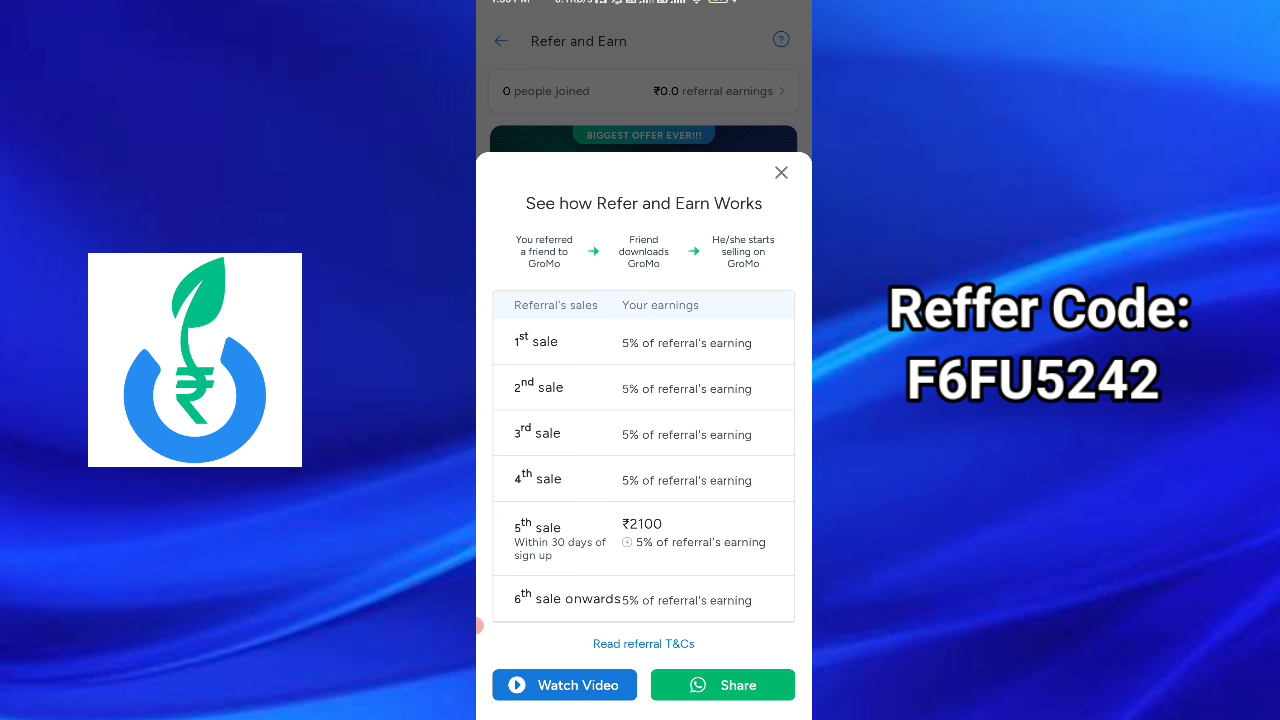 Refer and Earn
0 people joined ₹0.0 referral earnings
BIGGEST OFFER EVER!!!
See how Refer and Earn Works
You referred a friend to GroMo
Friend downloads GroMo
He/she starts selling on GroMo
Referral's sales Your earnings
1st sale 5% of referral's earning
2nd sale 5% of referral's earning
3rd sale 5% of referral's earning
4th sale 5% of referral's earning
5th sale ₹2100
Within 30 days of sign up + 5% of referral's earning
6th sale onwards 5% of referral's earning
Read referral T&Cs
Watch Video Share
Reffer Code:
F6FU5242